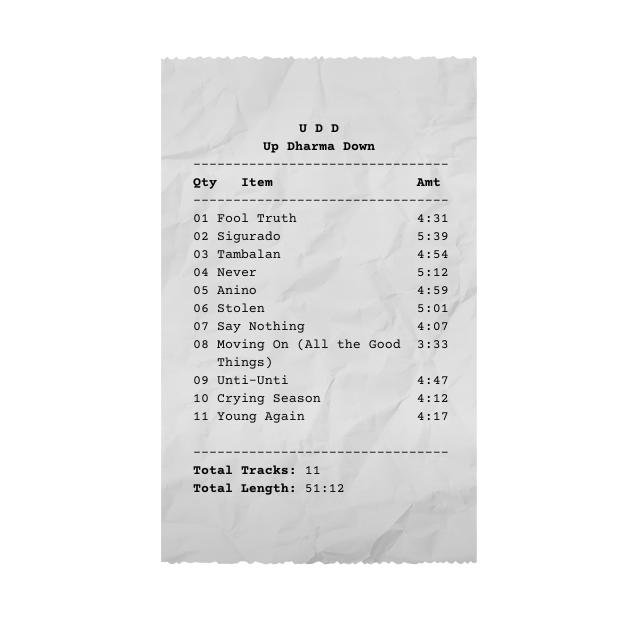 U D D
Up Dharma Down
--------------------------------
Qty Item Amt
--------------------------------
01 Fool Truth 4:31
02 Sigurado 5:39
03 Tambalan 4:54
04 Never 5:12
05 Anino 4:59
06 Stolen 5:01
07 Say Nothing 4:07
08 Moving On (All the Good 3:33
Things)
09 Unti-Unti 4:47
10 Crying Season 4:12
11 Young Again 4:17
--------------------------------
Total Tracks: 11
Total Length: 51:12